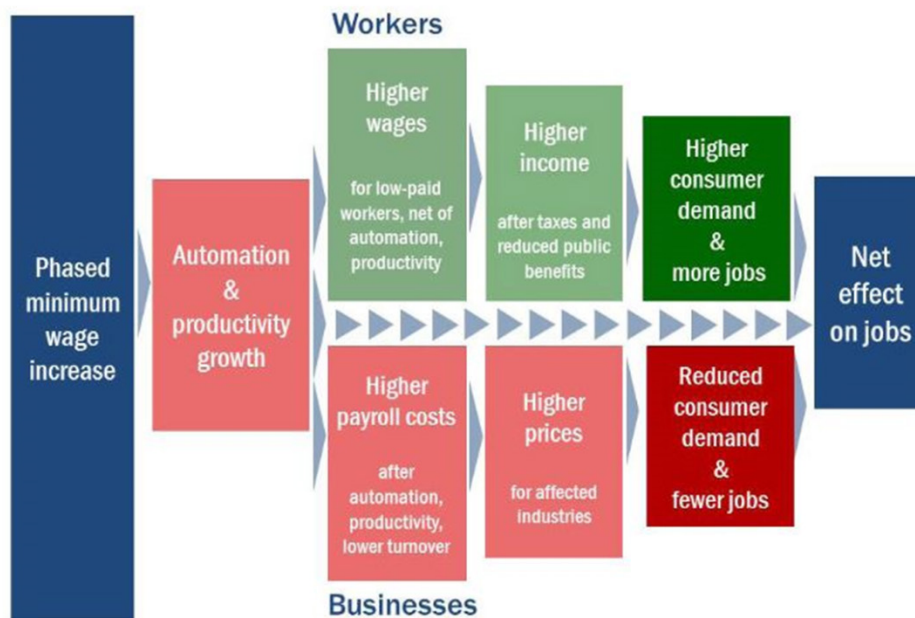 Workers
Phased
minimum
wage
increase
Automation
&
productivity
growth
Higher
wages
for low-paid
workers, net of
automation,
productivity
Higher
income
after taxes and
reduced public
benefits
Higher
consumer
demand
&
more jobs
Higher
payroll costs
after
automation,
productivity,
lower turnover
Higher
prices
for affected
industries
Reduced
consumer
demand
&
fewer jobs
Net
effect
on jobs
Businesses